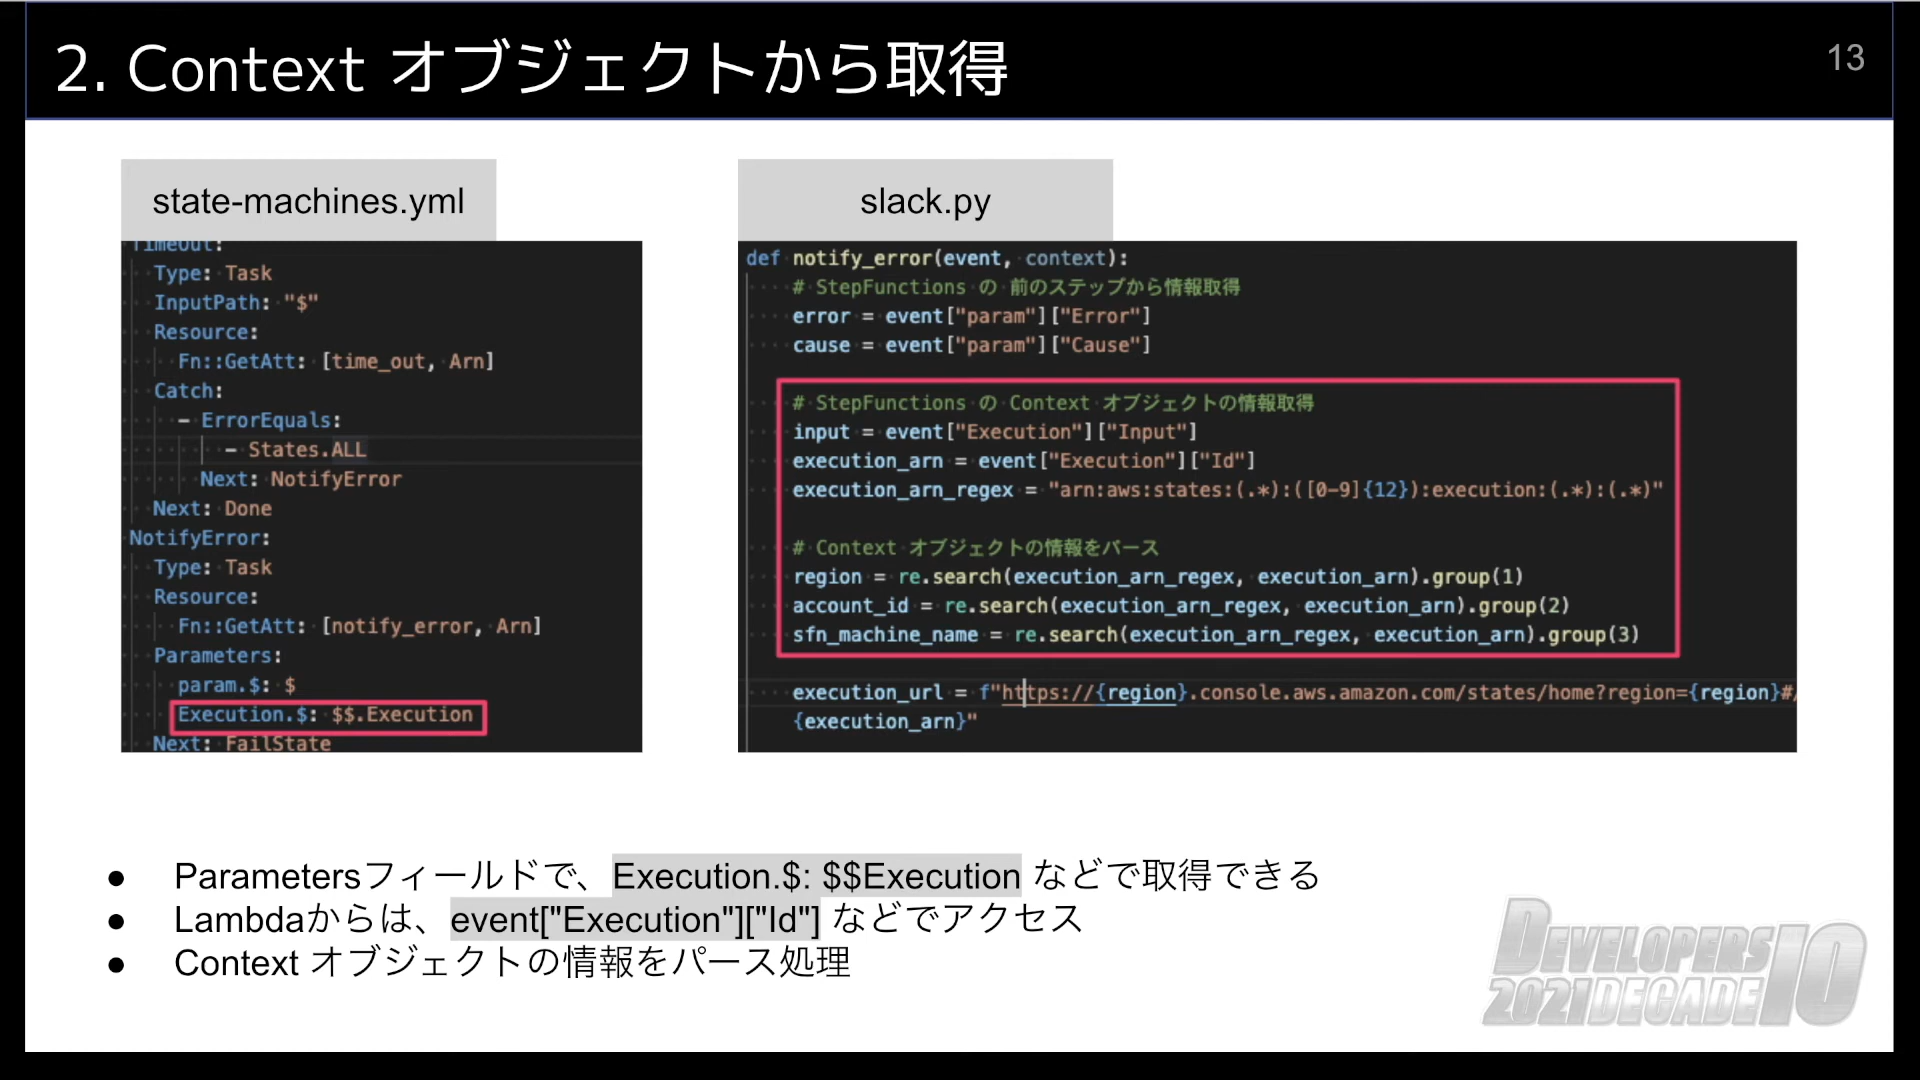 2. Context オブジェクトから取得
13
state-machines.yml
TimeOut:
Type: Task
InputPath: "$"
Resource:
Fn::GetAtt: [time_out, Arn]
Catch:
- ErrorEquals:
- States.ALL
Next: NotifyError
Next: Done
NotifyError:
Type: Task
Resource:
Fn::GetAtt: [notify_error, Arn]
Parameters:
param.$: $
Execution.$: $$.Execution
Next: FailState
slack.py
def notify_error(event, context):
# StepFunctions の 前のステップから情報取得
error = event["param"]["Error"]
cause = event["param"]["Cause"]
# StepFunctions の Context オブジェクトの情報取得
input = event["Execution"]["Input"]
execution_arn = event["Execution"]["Id"]
execution_arn_regex = "arn:aws:states:(.*):([0-9]{12}):execution:(.*):(.*)"
# Context オブジェクトの情報をパース
region = re.search(execution_arn_regex, execution_arn).group(1)
account_id = re.search(execution_arn_regex, execution_arn).group(2)
sfn_machine_name = re.search(execution_arn_regex, execution_arn).group(3)
execution_url = f"https://{region}.console.aws.amazon.com/states/home?region={region}#/
{execution_arn}"
● Parametersフィールドで、Execution.$: $$Execution などで取得できる
● Lambdaからは、event["Execution"]["Id"] などでアクセス
● Context オブジェクトの情報をパース処理
DEVELOPERS
2021 DECADE 10